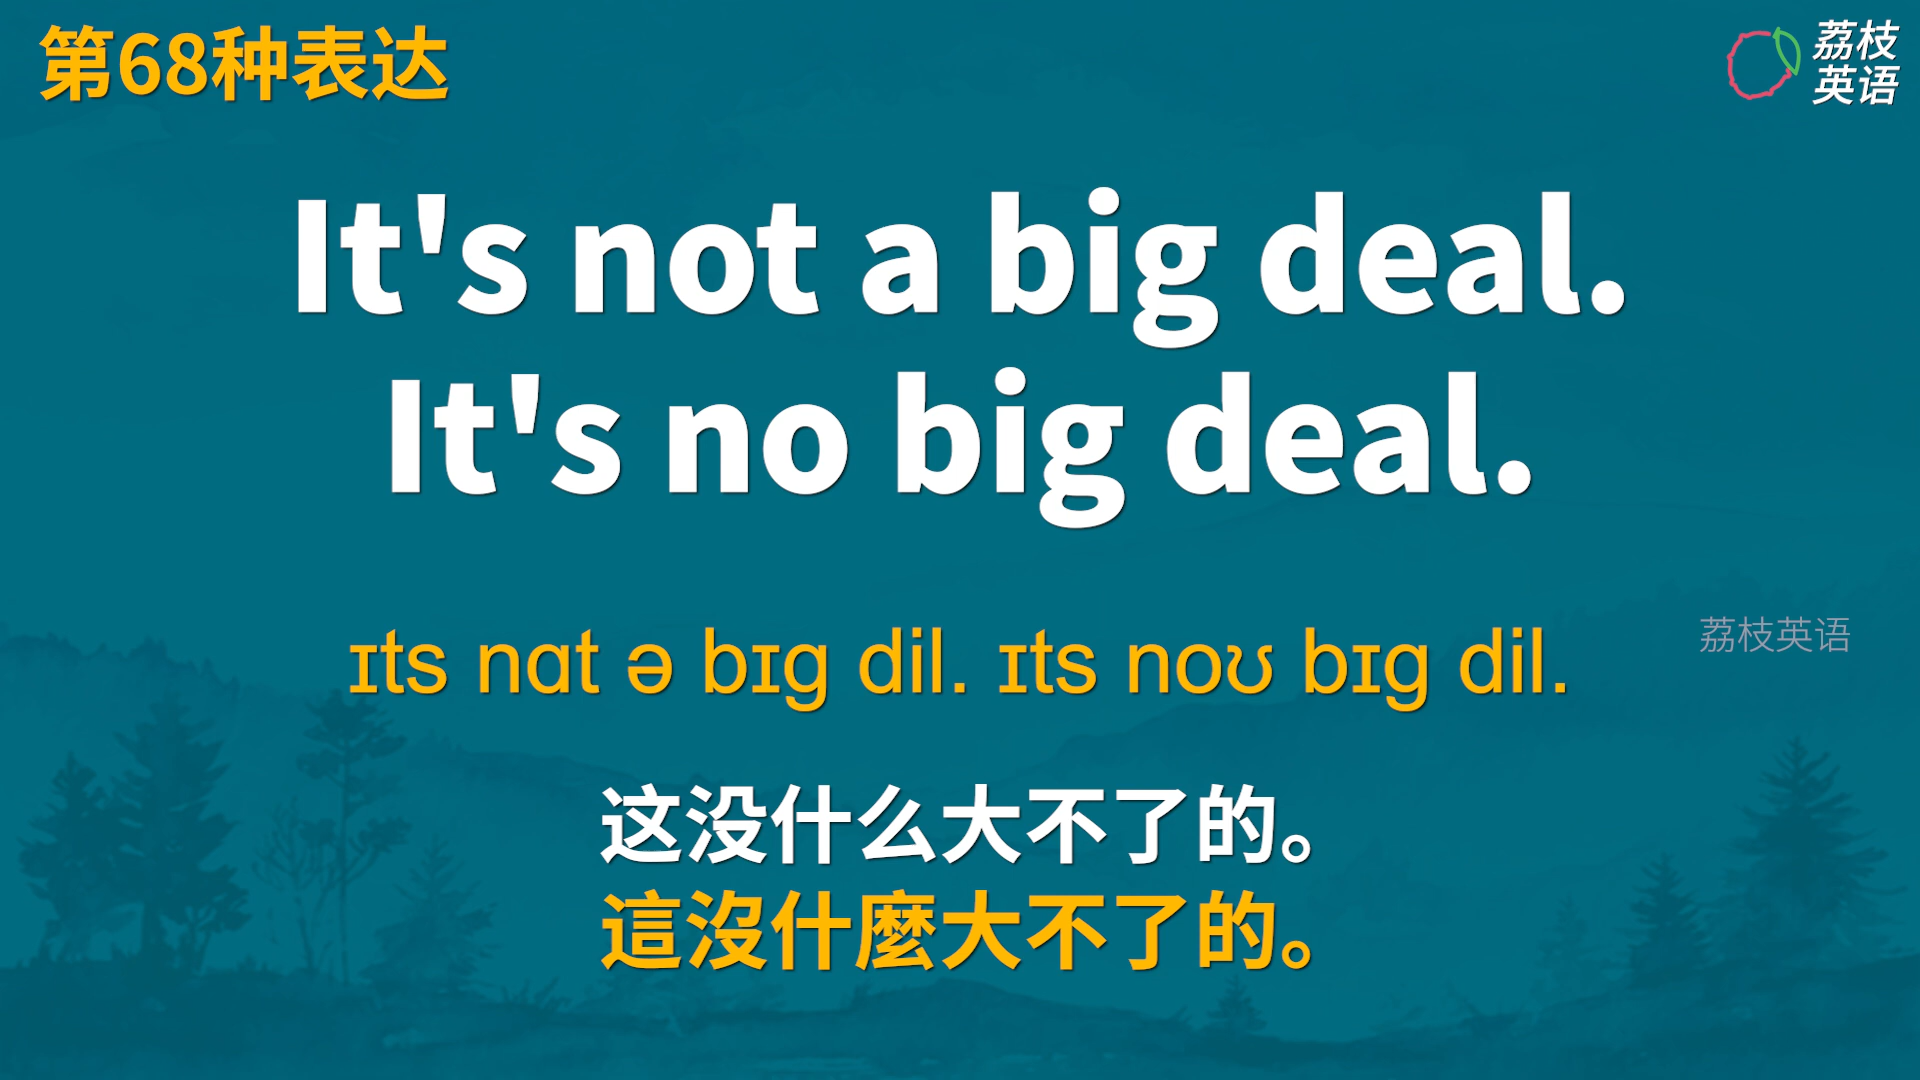 第68种表达
荔枝
英语
It's not a big deal.
It's no big deal.
ɪts nɑt ə bɪg dil. ɪts noʊ bɪg dil.
荔枝英语
这没什么大不了的。
這沒什麼大不了的。